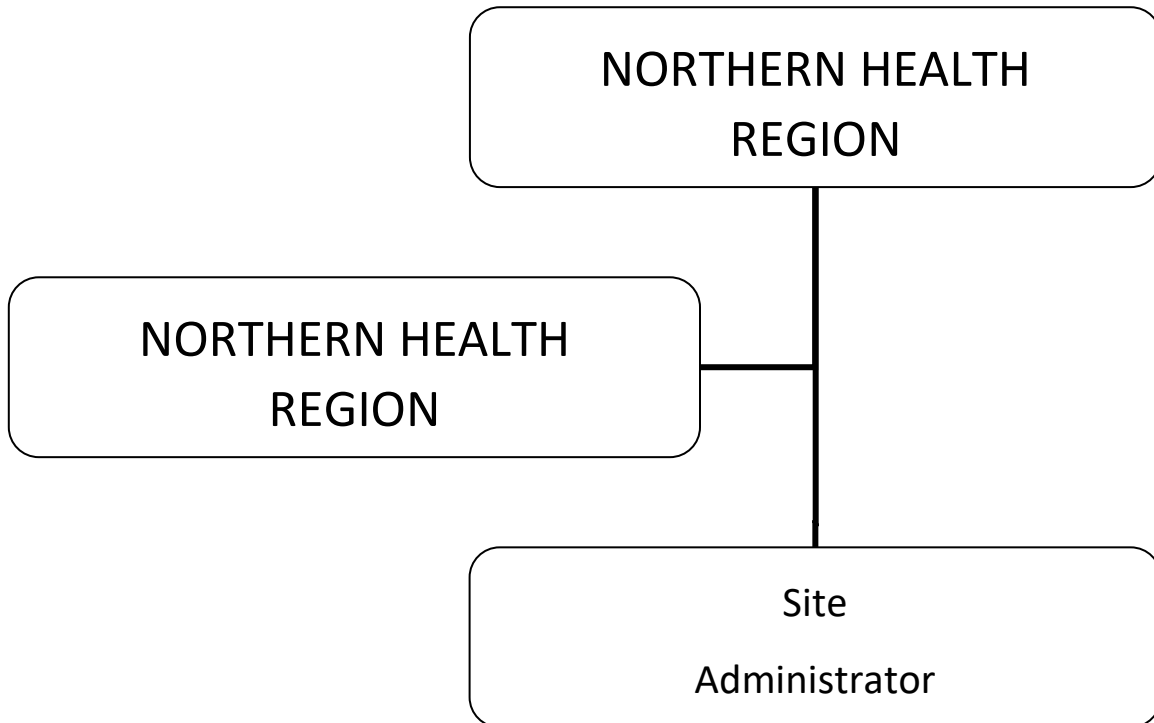 NORTHERN HEALTH
REGION
NORTHERN HEALTH
REGION
Site
Administrator